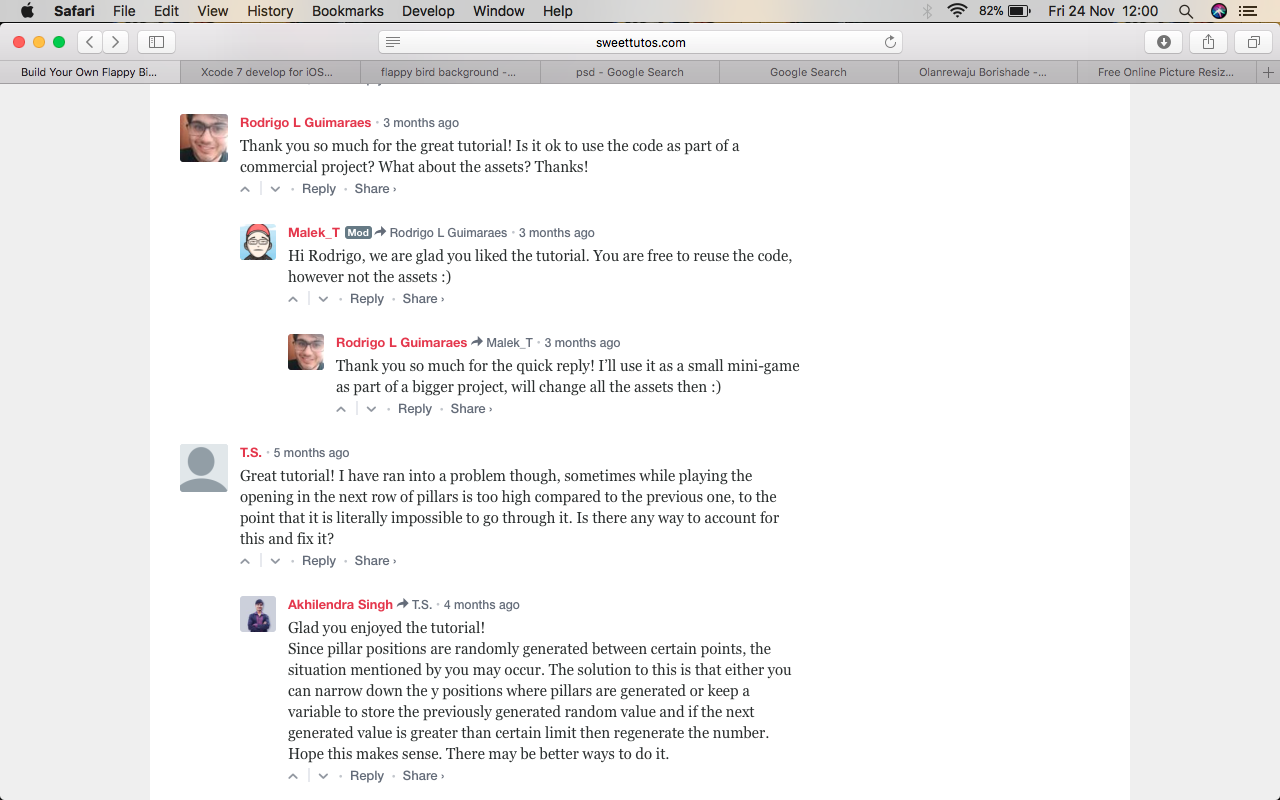 Safari File Edit View History Bookmarks Develop Window Help 82% Fri 24 Nov 12:00
sweettutos.com
Build Your Own Flappy Bi... Xcode 7 develop for iOS... flappy bird background -... psd - Google Search Google Search Olanrewaju Borishade -... Free Online Picture Resiz...
Rodrigo L Guimaraes · 3 months ago
Thank you so much for the great tutorial! Is it ok to use the code as part of a
commercial project? What about the assets? Thanks!
Reply · Share ›
Malek_T Mod Rodrigo L Guimaraes · 3 months ago
Hi Rodrigo, we are glad you liked the tutorial. You are free to reuse the code,
however not the assets :)
Reply · Share ›
Rodrigo L Guimaraes Malek_T · 3 months ago
Thank you so much for the quick reply! I’ll use it as a small mini-game
as part of a bigger project, will change all the assets then :)
Reply · Share ›
T.S. · 5 months ago
Great tutorial! I have ran into a problem though, sometimes while playing the
opening in the next row of pillars is too high compared to the previous one, to the
point that it is literally impossible to go through it. Is there any way to account for
this and fix it?
Reply · Share ›
Akhilendra Singh T.S. · 4 months ago
Glad you enjoyed the tutorial!
Since pillar positions are randomly generated between certain points, the
situation mentioned by you may occur. The solution to this is that either you
can narrow down the y positions where pillars are generated or keep a
variable to store the previously generated random value and if the next
generated value is greater than certain limit then regenerate the number.
Hope this makes sense. There may be better ways to do it.
Reply · Share ›